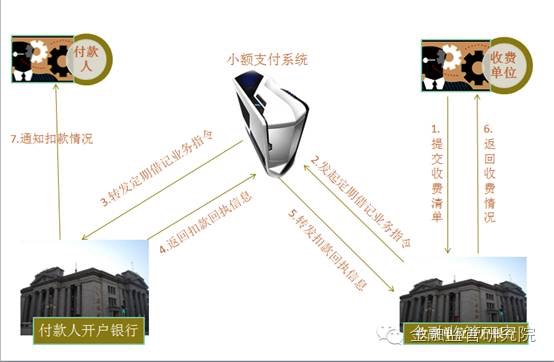 付款
人
小额支付系统
收费
单位
7.通知扣款情况
3.转发定期借记业务指令
4.返回扣款回执信息
2.发起定期借记业务指令
5.转发扣款回执信息
1.
提
交
收
费
清
单
6.
返
回
收
费
情
况
付款人开户银行
金融监管研究院